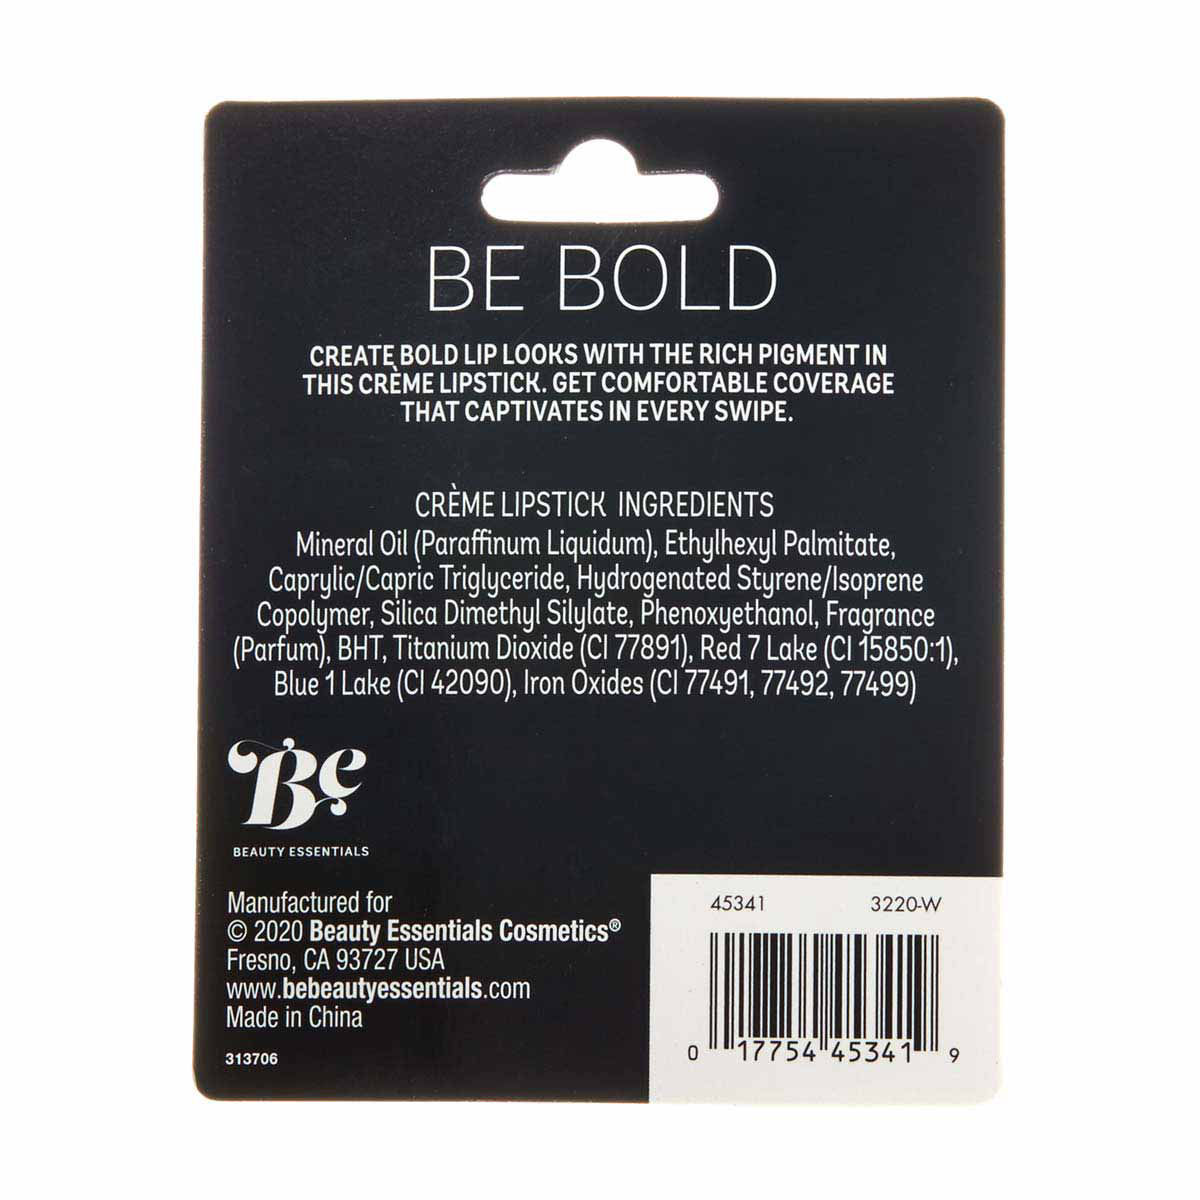 BE BOLD
CREATE BOLD LIP LOOKS WITH THE RICH PIGMENT IN
THIS CRÈME LIPSTICK. GET COMFORTABLE COVERAGE
THAT CAPTIVATES IN EVERY SWIPE.
CRÈME LIPSTICK INGREDIENTS
Mineral Oil (Paraffinum Liquidum), Ethylhexyl Palmitate,
Caprylic/Capric Triglyceride, Hydrogenated Styrene/Isoprene
Copolymer, Silica Dimethyl Silylate, Phenoxyethanol, Fragrance
(Parfum), BHT, Titanium Dioxide (CI 77891), Red 7 Lake (CI 15850:1),
Blue 1 Lake (CI 42090), Iron Oxides (CI 77491, 77492, 77499)
Be
BEAUTY ESSENTIALS
Manufactured for
© 2020 Beauty Essentials Cosmetics®
Fresno, CA 93727 USA
www.bebeautyessentials.com
Made in China
313706
45341 3220-W
0 17754 45341 9